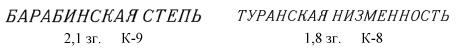 БАРАБИНСКАЯ СТЕПЬ ТУРАНСКАЯ НИЗМЕННОСТЬ
2,1 зг. К-9 1,8 зг. К-8